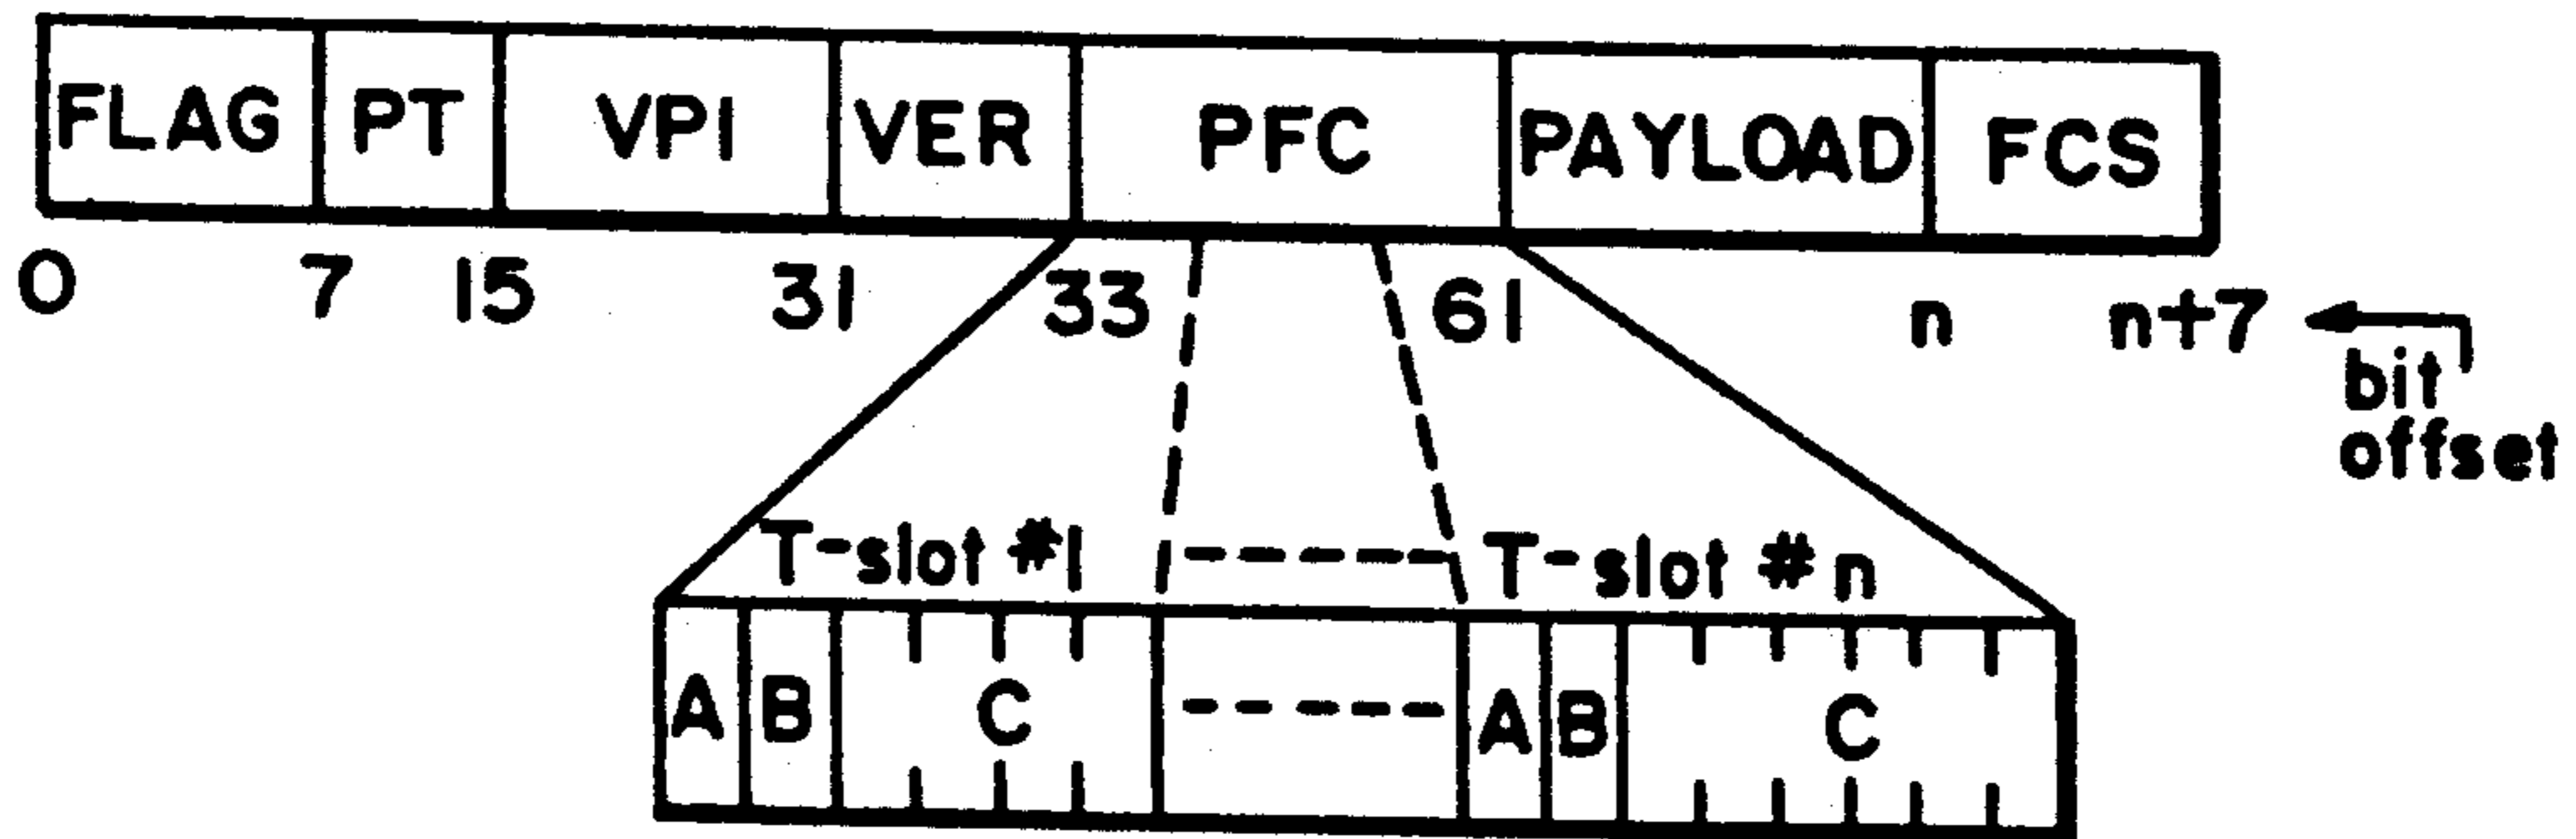 FLAG PT VPI VER PFC PAYLOAD FCS
0 7 15 31 33 61 n n+7
bit
offset
T-slot #1 T-slot #n
A B C A B C